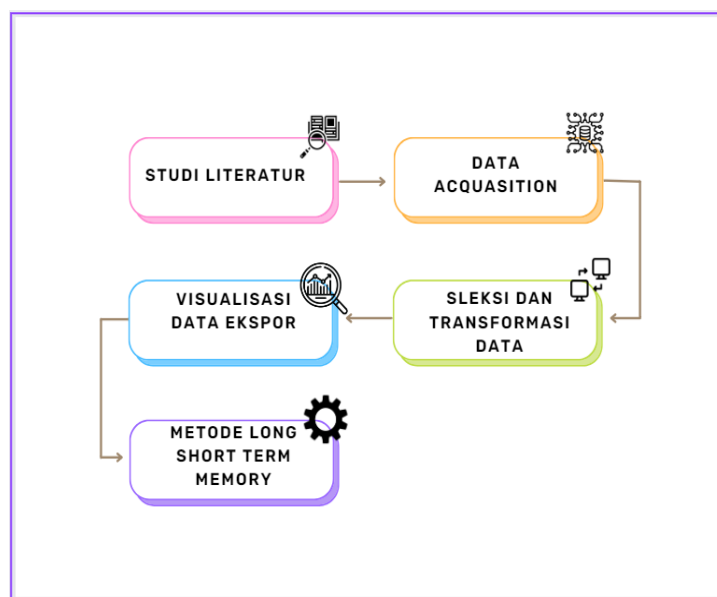 STUDI LITERATUR
DATA
ACQUASITION
SLEKSI DAN
TRANSFORMASI
DATA
VISUALISASI
DATA EKSPOR
METODE LONG
SHORT TERM
MEMORY